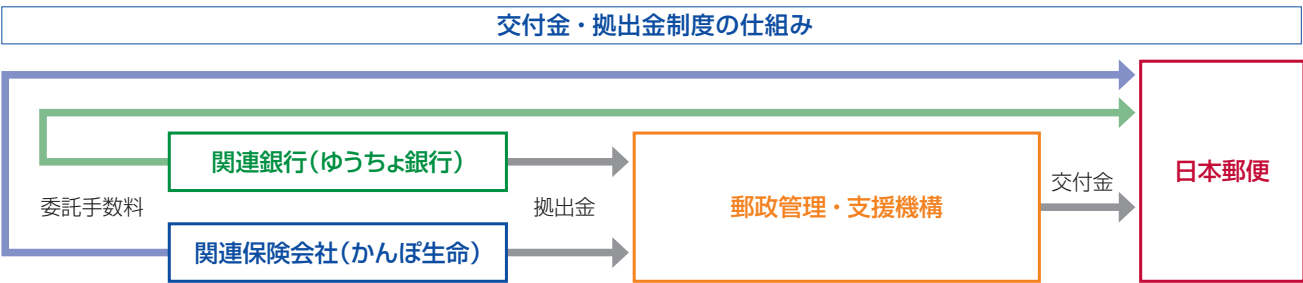 交付金・拠出金制度の仕組み
関連銀行(ゆうちょ銀行)
委託手数料
関連保険会社(かんぽ生命)
拠出金
郵政管理・支援機構
交付金
日本郵便